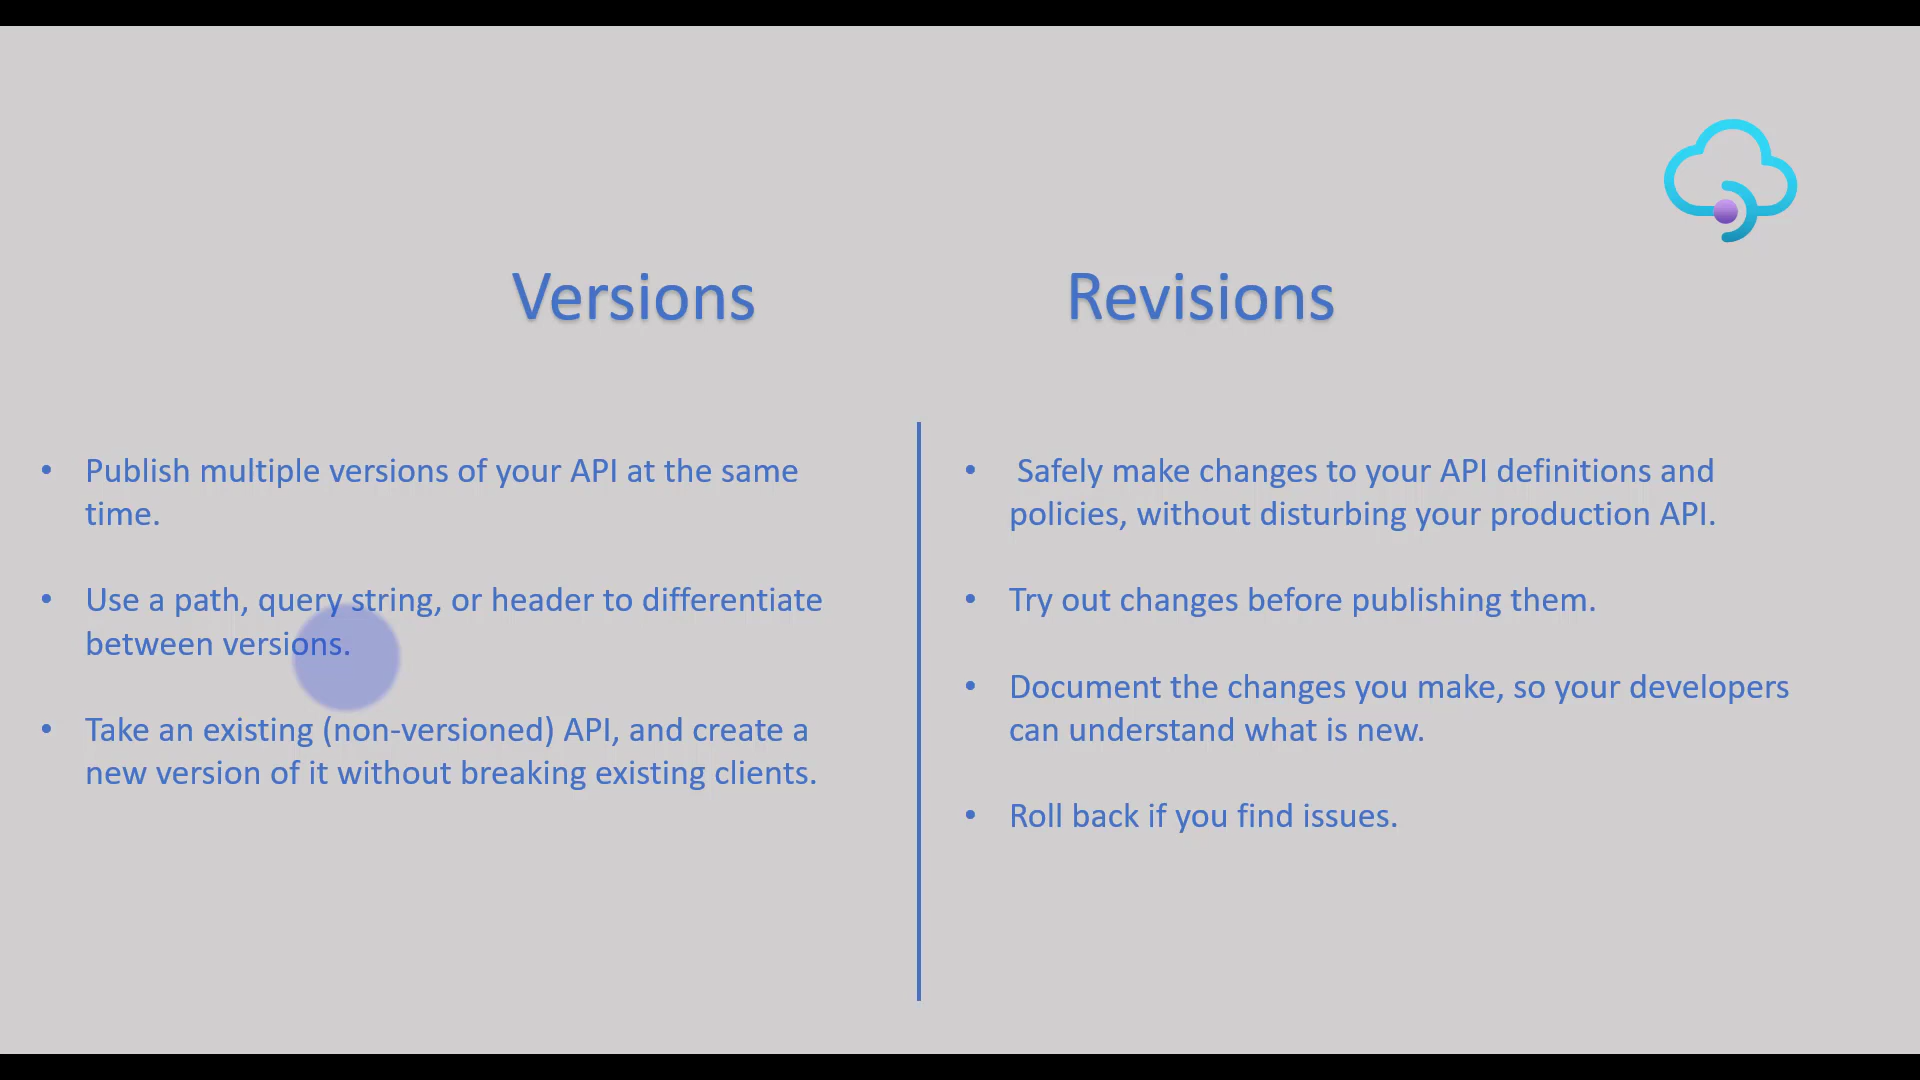 Versions
Revisions
• Publish multiple versions of your API at the same
time.
• Use a path, query string, or header to differentiate
between versions.
• Take an existing (non-versioned) API, and create a
new version of it without breaking existing clients.
• Safely make changes to your API definitions and
policies, without disturbing your production API.
• Try out changes before publishing them.
• Document the changes you make, so your developers
can understand what is new.
• Roll back if you find issues.